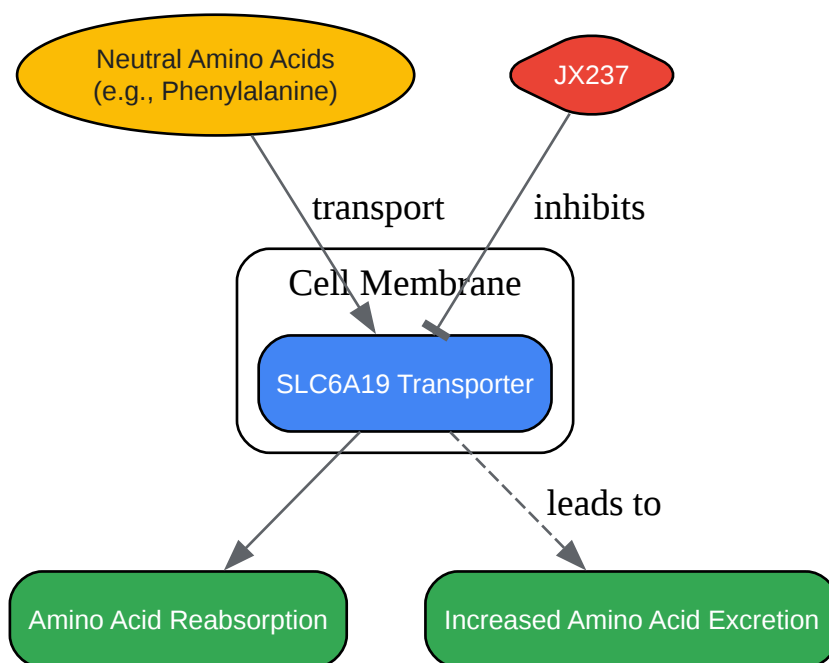 Neutral Amino Acids
(e.g., Phenylalanine)
JX237
transport
inhibits
Cell Membrane
SLC6A19 Transporter
leads to
Amino Acid Reabsorption
Increased Amino Acid Excretion